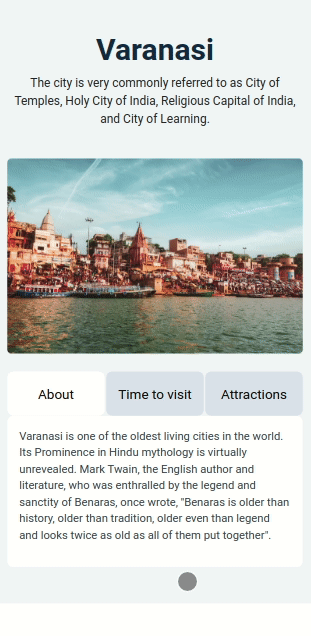 Varanasi
The city is very commonly referred to as City of
Temples, Holy City of India, Religious Capital of India,
and City of Learning.
About
Time to visit
Attractions
Varanasi is one of the oldest living cities in the world.
Its Prominence in Hindu mythology is virtually
unrevealed. Mark Twain, the English author and
literature, who was enthralled by the legend and
sanctity of Benaras, once wrote, "Benaras is older than
history, older than tradition, older even than legend
and looks twice as old as all of them put together".